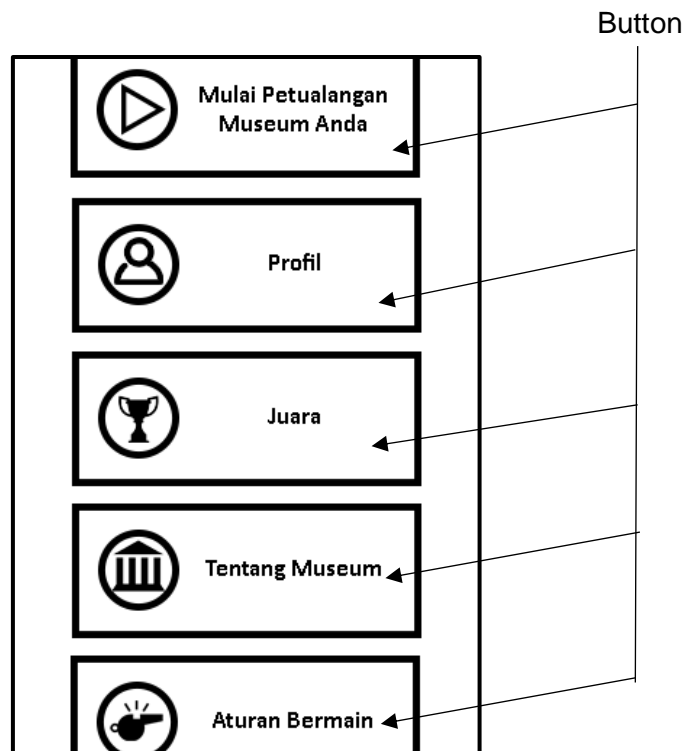 Button
Mulai Petualangan
Museum Anda
Profil
Juara
Tentang Museum
Aturan Bermain